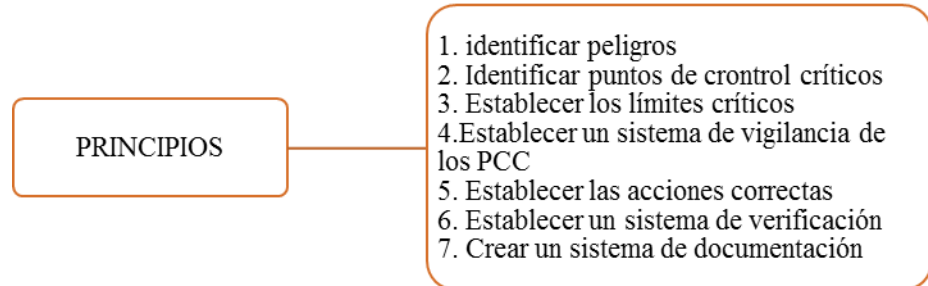 PRINCIPIOS
1. identificar peligros
2. Identificar puntos de crontrol críticos
3. Establecer los límites críticos
4.Establecer un sistema de vigilancia de
los PCC
5. Establecer las acciones correctas
6. Establecer un sistema de verificación
7. Crear un sistema de documentación